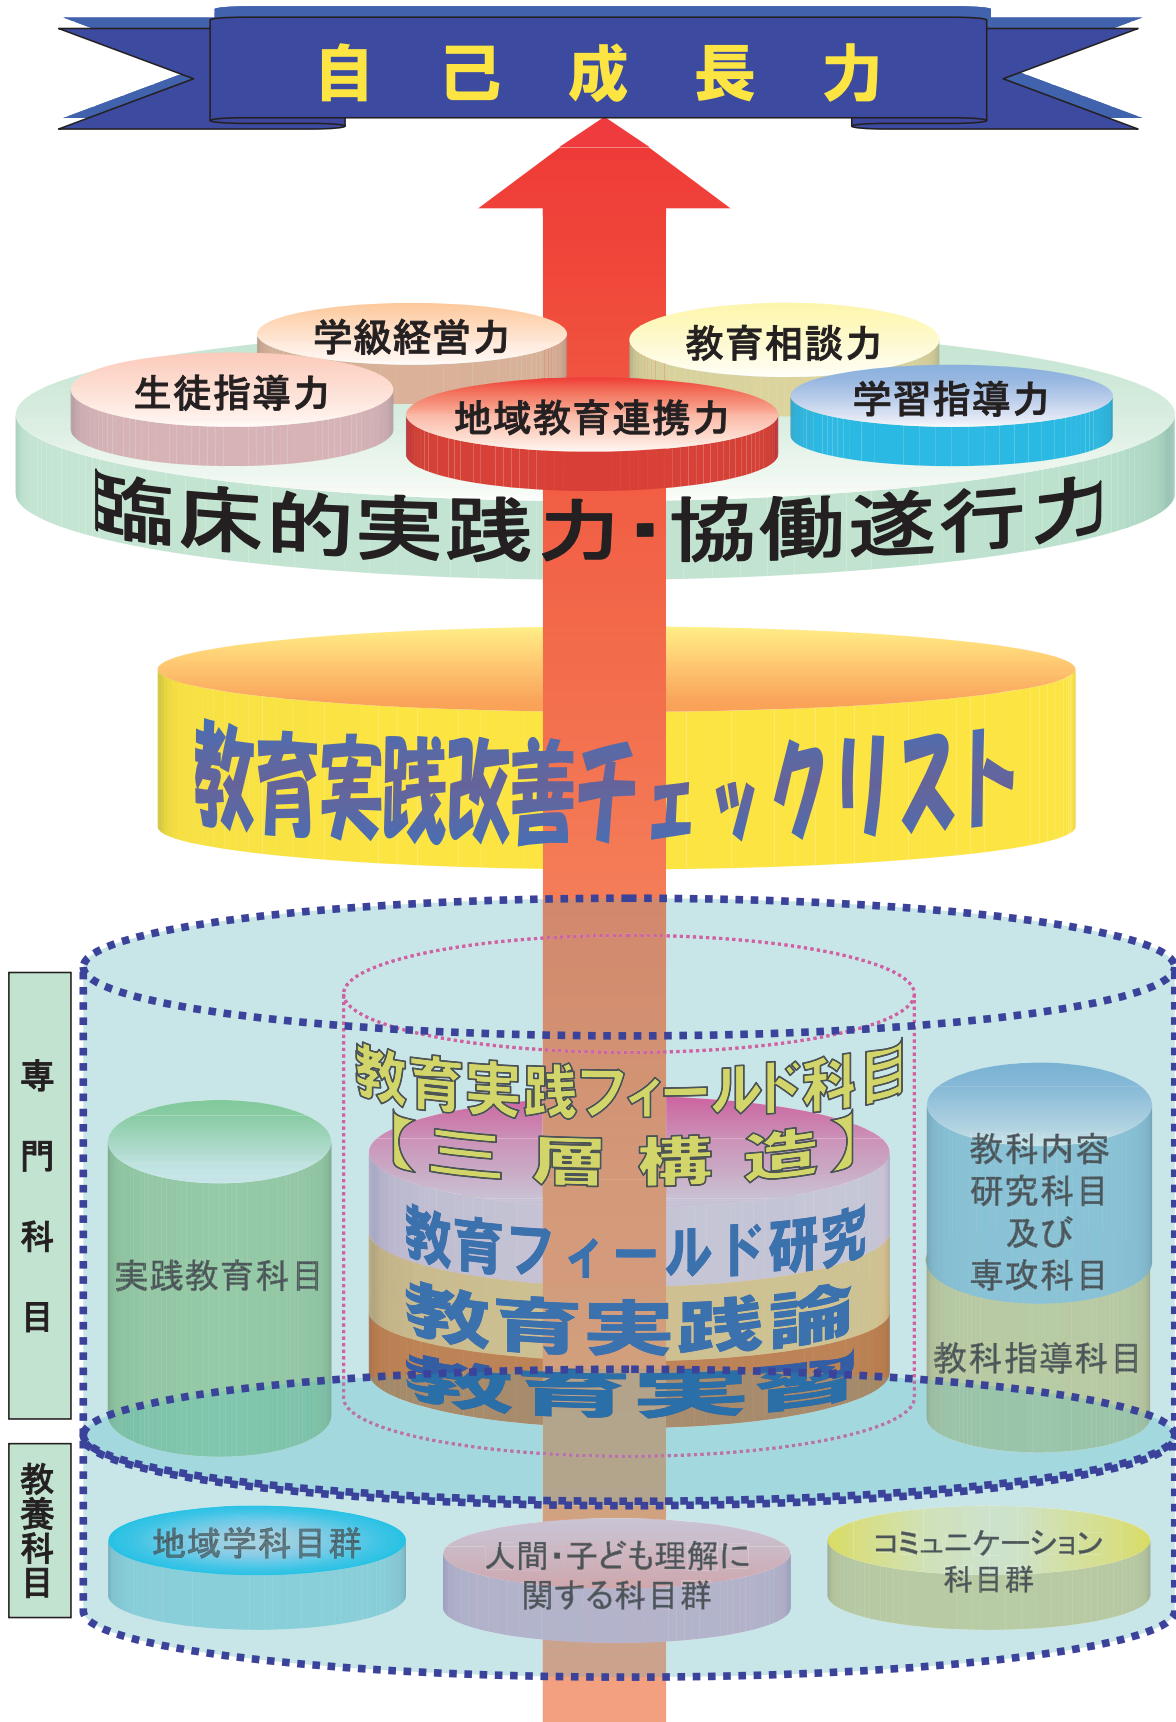 自己成長力
学級経営力
教育相談力
生徒指導力
地域教育連携力
学習指導力
臨床的実践力・協働遂行力
教育実践改善チェックリスト
専門科目
教育実践フィールド科目
【三層構造】
教育フィールド研究
教育実践論
教育実習
実践教育科目
教科内容
研究科目
及び
専攻科目
教科指導科目
教養科目
地域学科目群
人間・子ども理解に
関する科目群
コミュニケーション
科目群